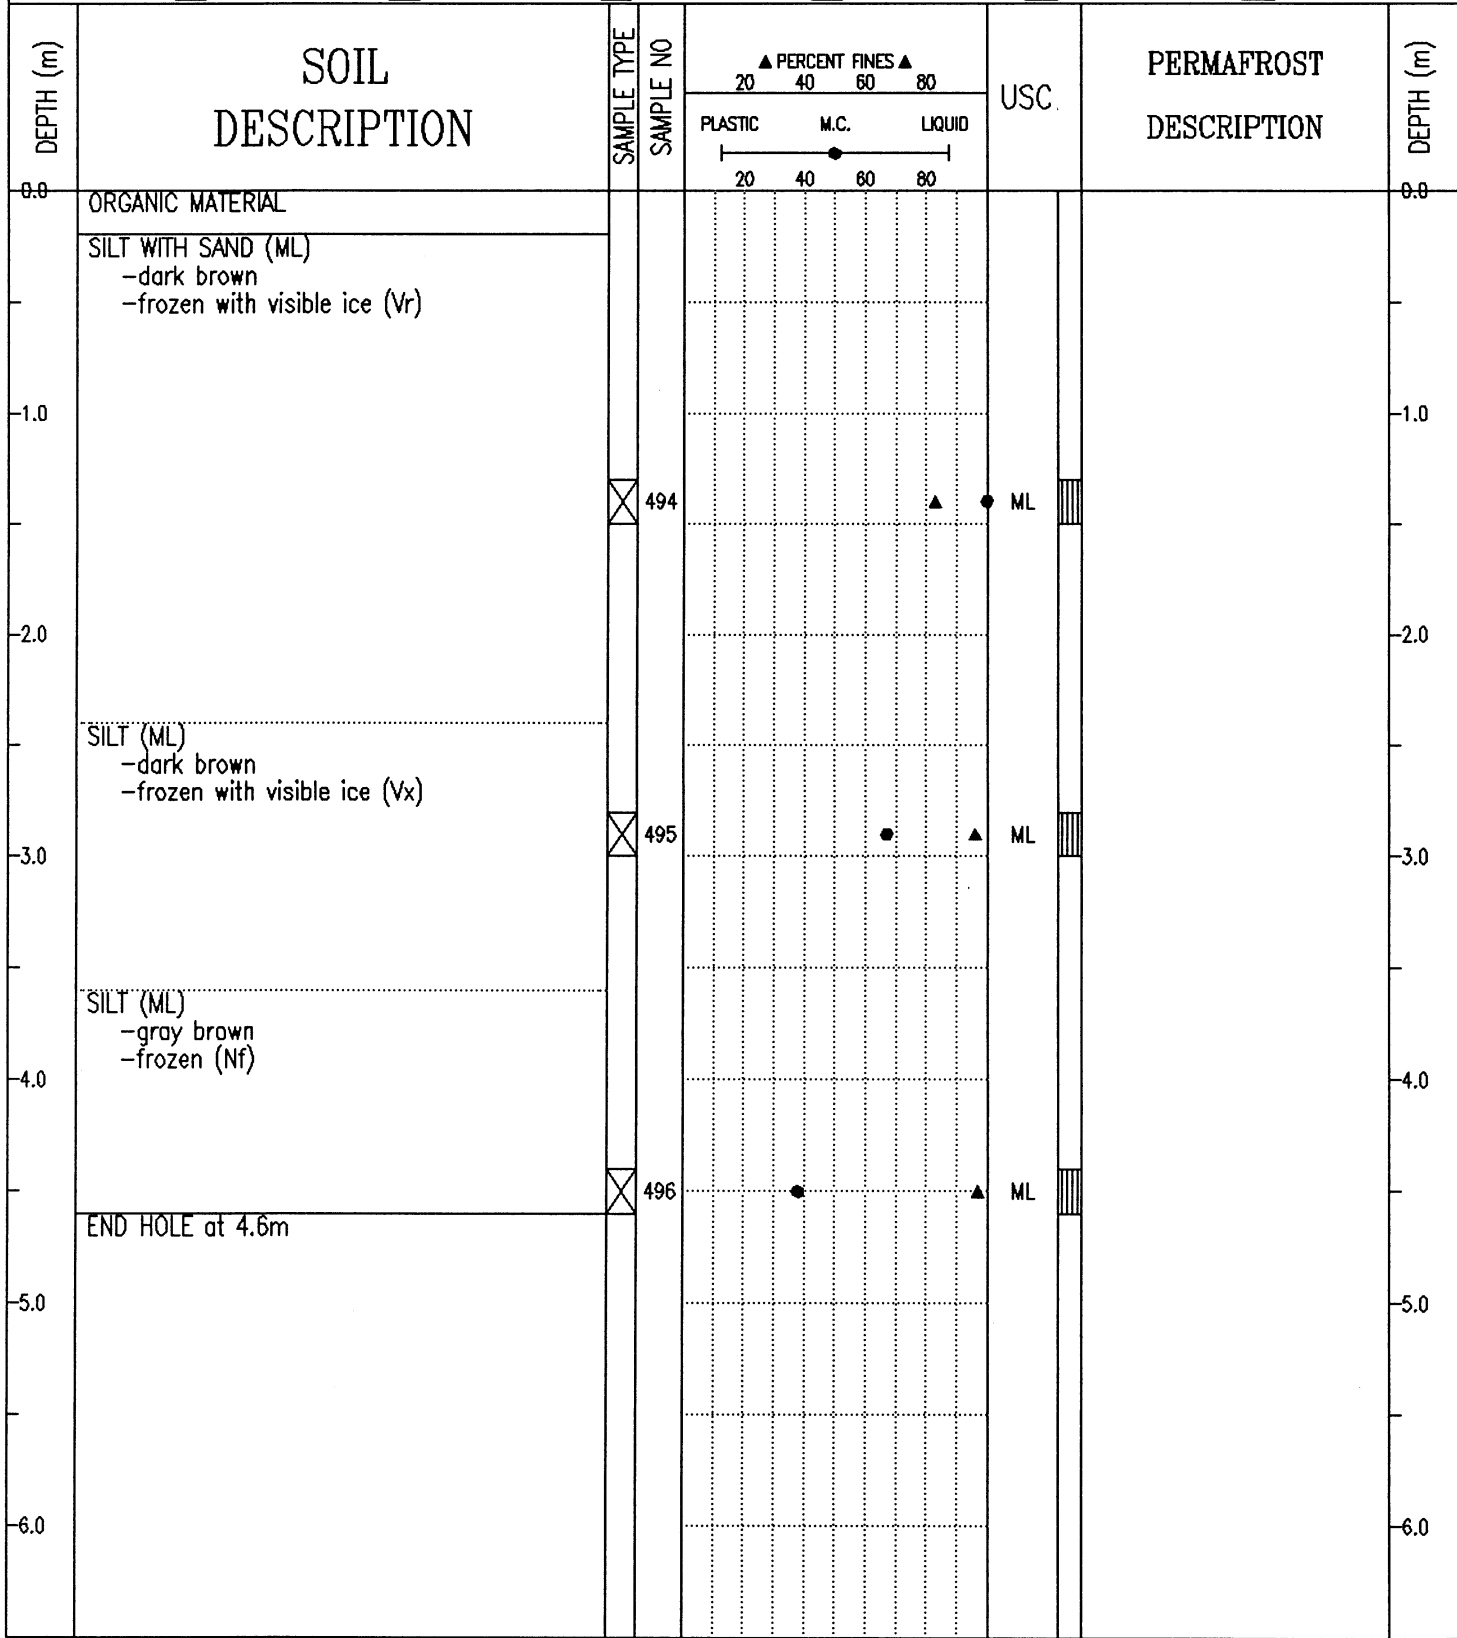 DEPTH (m)
SOIL
DESCRIPTION
SAMPLE TYPE
SAMPLE NO
▲ PERCENT FINES ▲
20 40 60 80
PLASTIC M.C. LIQUID
20 40 60 80
USC
PERMAFROST
DESCRIPTION
DEPTH (m)
0.0 0.0
ORGANIC MATERIAL
SILT WITH SAND (ML)
-dark brown
-frozen with visible ice (Vr)
1.0 1.0
494 ML
2.0 2.0
SILT (ML)
-dark brown
-frozen with visible ice (Vx)
495 ML
3.0 3.0
SILT (ML)
-gray brown
-frozen (Nf)
4.0 4.0
496 ML
END HOLE at 4.6m
5.0 5.0
6.0 6.0